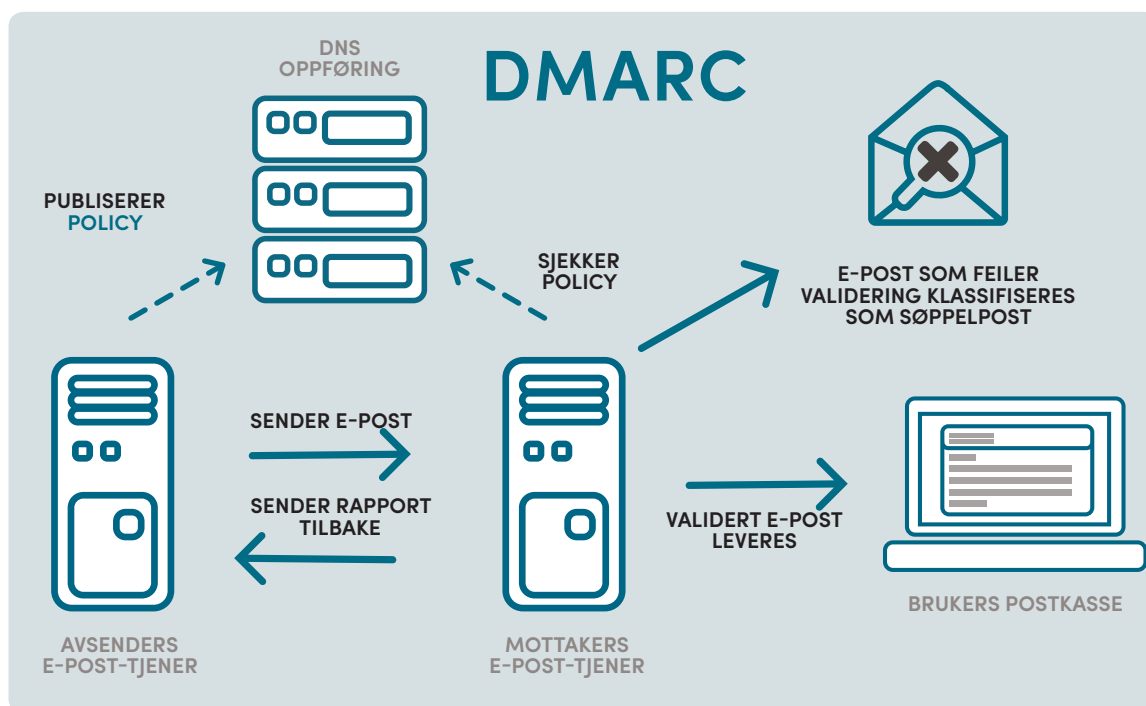 DMARC
DNS
OPPFØRING
PUBLISERER
POLICY
SJEKKER
POLICY
E-POST SOM FEILER
VALIDERING KLASSIFISERES
SOM SØPPELPOST
SENDER E-POST
SENDER RAPPORT
TILBAKE
VALIDERT E-POST
LEVERES
BRUKERS POSTKASSE
AVSENDERS
E-POST-TJENER
MOTTAKERS
E-POST-TJENER